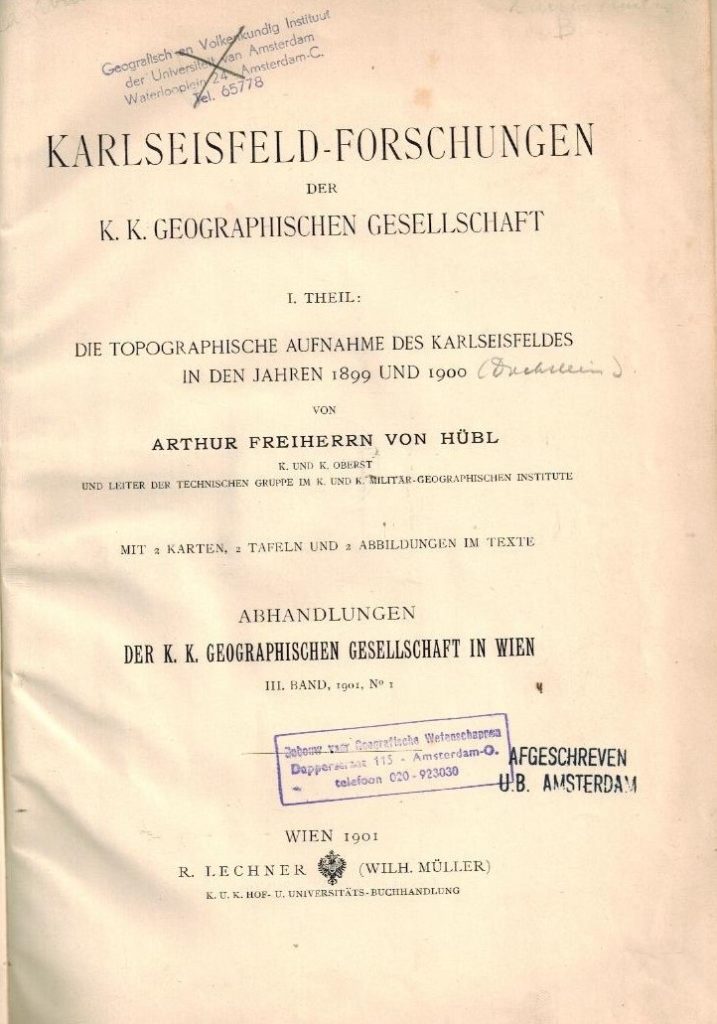 Geografisch en Volkenkundig Instituut
der Universiteit van Amsterdam
Waterlooplein 24 - Amsterdam-C.
Tel. 65778
B
KARLSEISFELD-FORSCHUNGEN
DER
K. K. GEOGRAPHISCHEN GESELLSCHAFT
I. THEIL:
DIE TOPOGRAPHISCHE AUFNAHME DES KARLSEISFELDES
IN DEN JAHREN 1899 UND 1900 (Dachstein).
VON
ARTHUR FREIHERRN VON HÜBL
K. UND K. OBERST
UND LEITER DER TECHNISCHEN GRUPPE IM K. UND K. MILITÄR-GEOGRAPHISCHEN INSTITUTE
MIT 2 KARTEN, 2 TAFELN UND 2 ABBILDUNGEN IM TEXTE
ABHANDLUNGEN
DER K. K. GEOGRAPHISCHEN GESELLSCHAFT IN WIEN
III. BAND, 1901, No 1
Gebouw voor Geografische Wetenschappen
Dapperstraat 115 - Amsterdam-O.
telefoon 020-923030
AFGESCHREVEN
U.B. AMSTERDAM
WIEN 1901
R. LECHNER (WILH. MÜLLER)
K. U. K. HOF- U. UNIVERSITÄTS-BUCHHANDLUNG